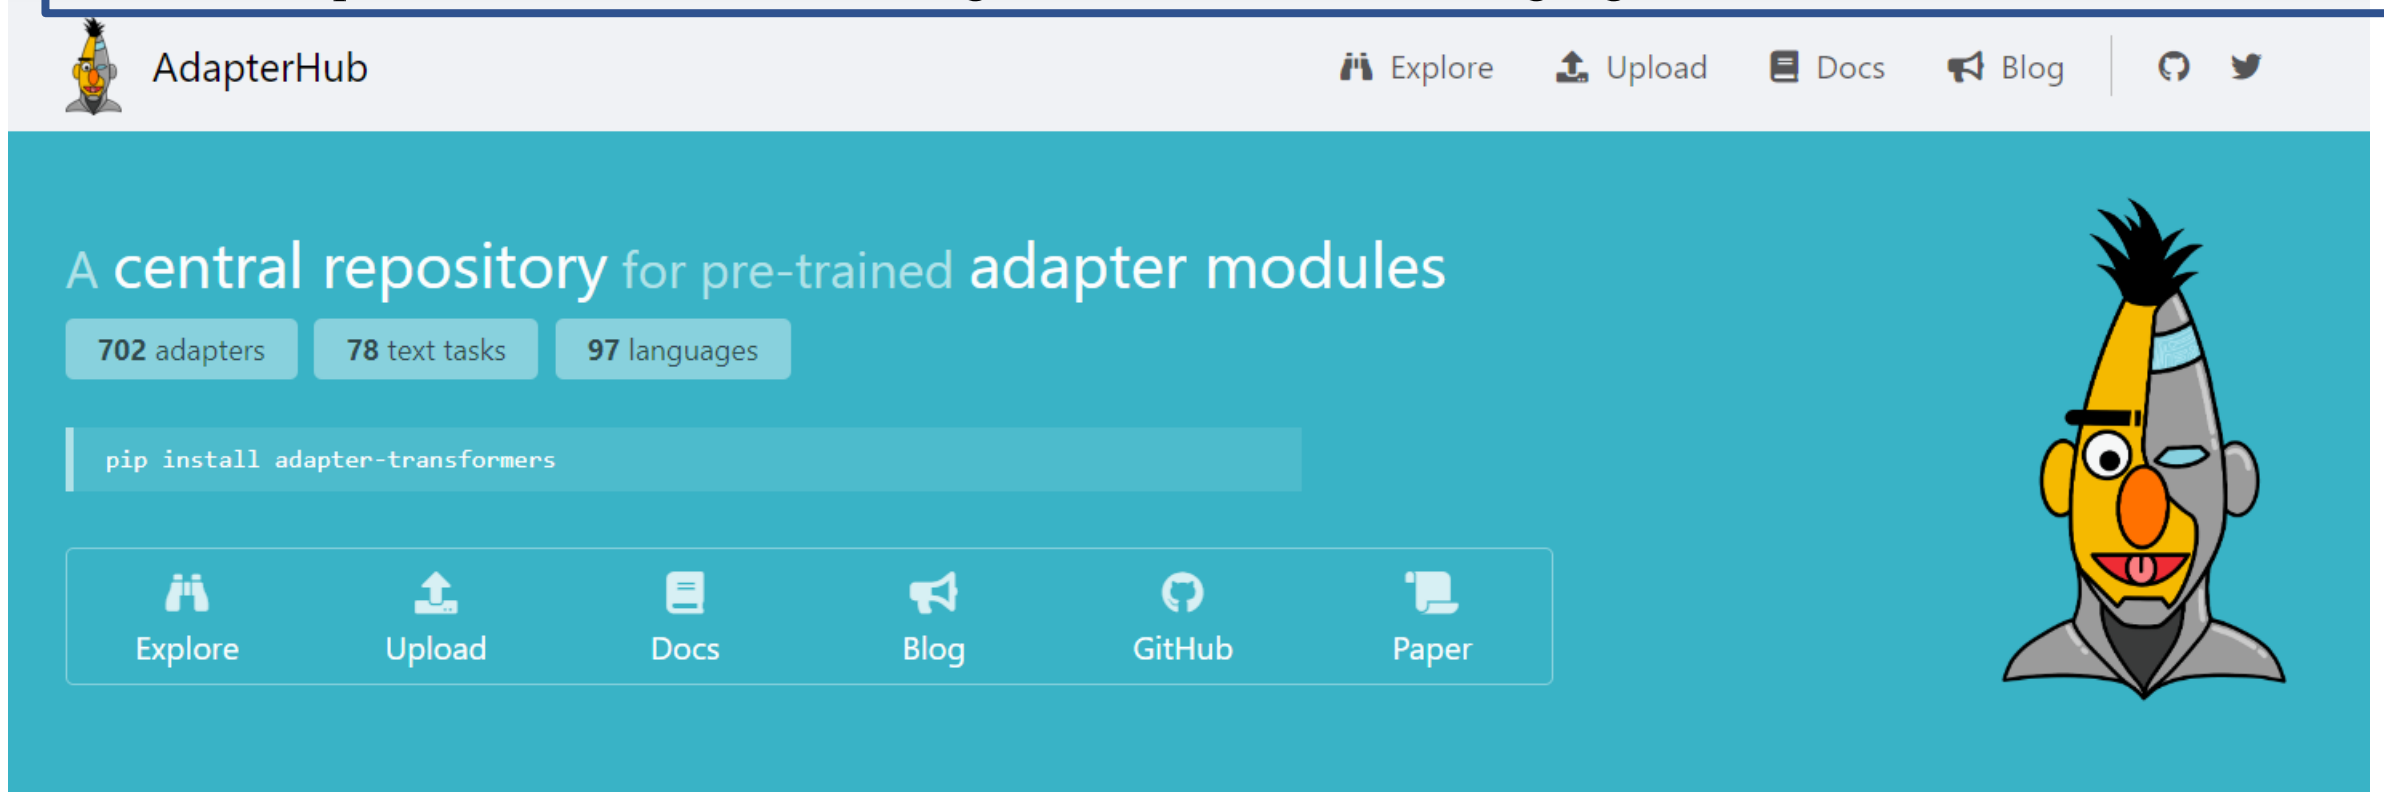 AdapterHub
Explore Upload Docs Blog
A central repository for pre-trained adapter modules
702 adapters 78 text tasks 97 languages
pip install adapter-transformers
Explore Upload Docs Blog GitHub Paper